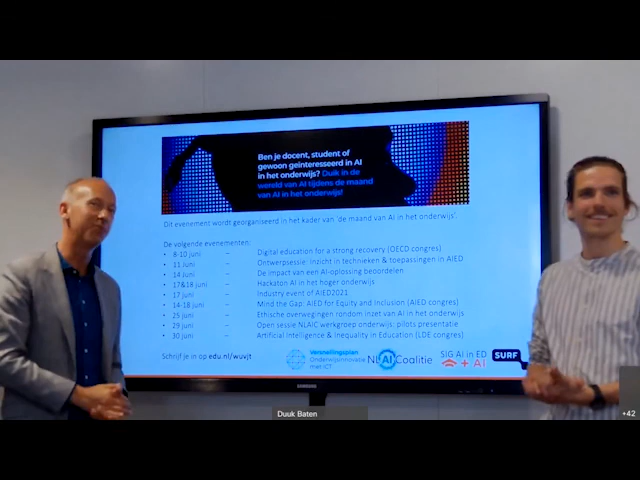 Ben je docent, student of
gewoon geïnteresseerd in AI
in het onderwijs? Duik in de
wereld van AI tijdens de maand
van AI in het onderwijs!
Dit evenement wordt georganiseerd in het kader van 'de maand van AI in het onderwijs'.
De volgende evenementen:
• 8-10 juni – Digital education for a strong recovery (OECD congres)
• 11 juni – Ontwerpsessie: Inzicht in technieken & toepassingen in AIED
• 14 juni – De impact van een AI-oplossing beoordelen
• 17&18 juni – Hackaton AI in het hoger onderwijs
• 17 juni – Industry event of AIED2021
• 14-18 juni – Mind the Gap: AIED for Equity and Inclusion (AIED congres)
• 25 juni – Ethische overwegingen rondom inzet van AI in het onderwijs
• 29 juni – Open sessie NLAIC werkgroep onderwijs: pilots presentatie
• 30 juni – Artificial Intelligence & Inequality in Education (LDE congres)
Schrijf je in op edu.nl/wuvjt
Versnellingsplan
Onderwijsinnovatie
met ICT
NL AI Coalitie
SIG AI in ED
+ AI
SURF
SAMSUNG
Duuk Baten
+42